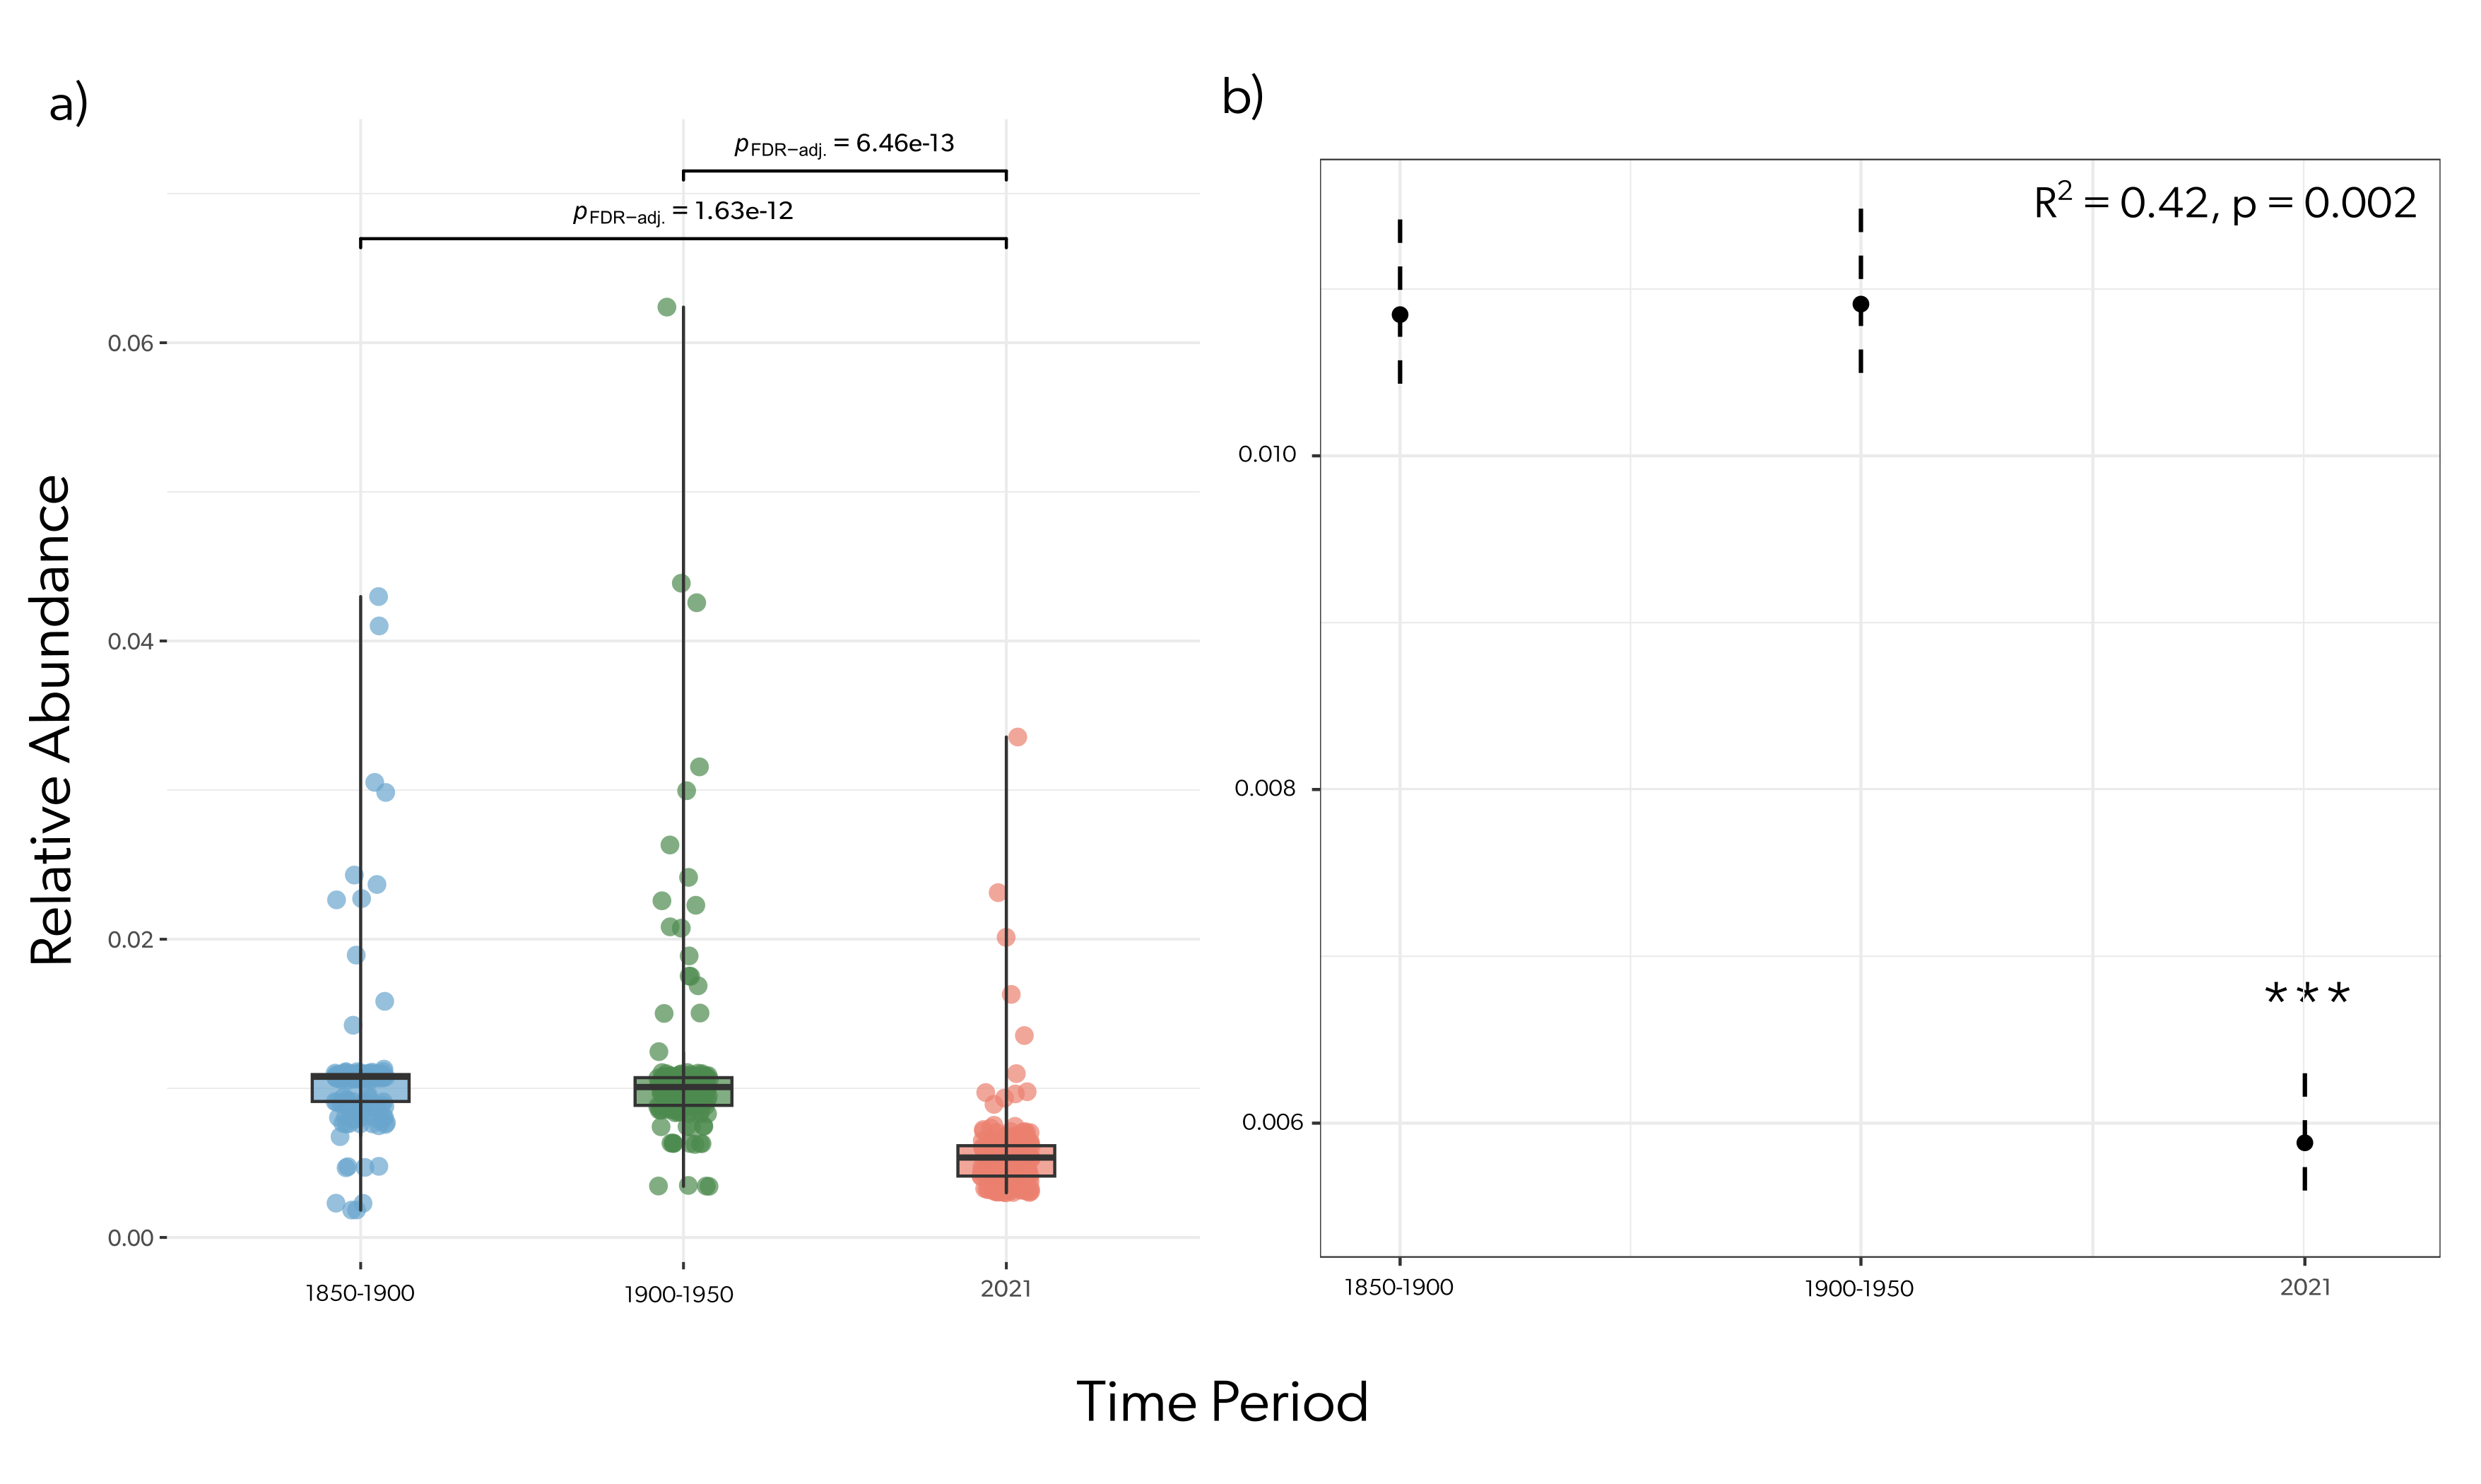 a)
p FDR−adj. = 6.46e-13
p FDR−adj. = 1.63e-12
Relative Abundance
0.06
0.04
0.02
0.00
1850-1900
1900-1950
2021
b)
R² = 0.42, p = 0.002
0.010
0.008
0.006
***
1850-1900
1900-1950
2021
Time Period